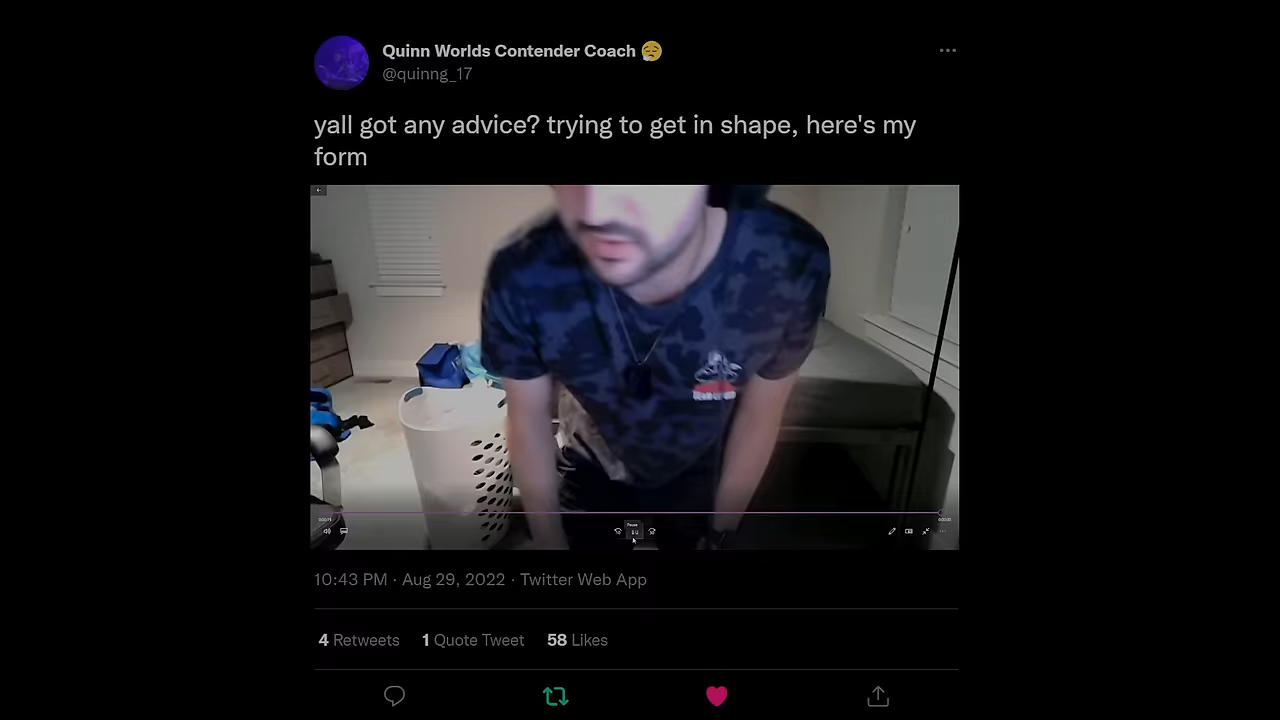 Quinn Worlds Contender Coach 😔
@quinng_17
yall got any advice? trying to get in shape, here's my
form
Pause
10:43 PM · Aug 29, 2022 · Twitter Web App
4 Retweets 1 Quote Tweet 58 Likes